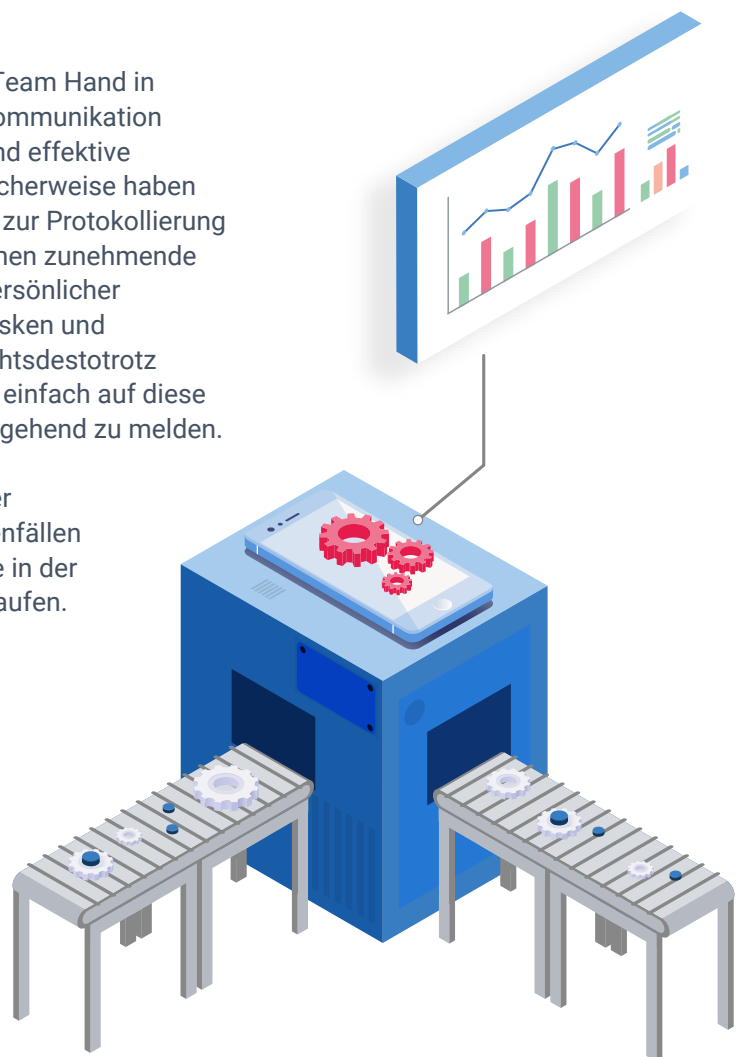 Team Hand in
ommunikation
nd effektive
cherweise haben
zur Protokollierung
nen zunehmende
ersönlicher
sken und
htsdestotrotz
einfach auf diese
gehend zu melden.
er
enfällen
e in der
aufen.